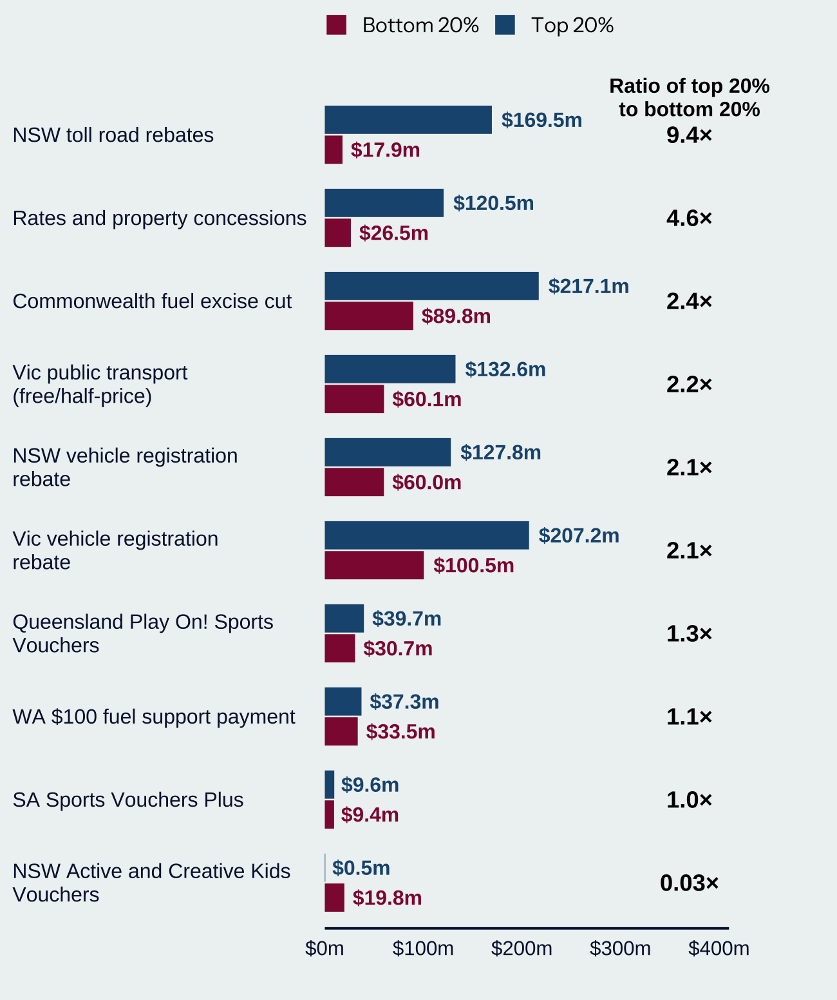 Bottom 20% Top 20%
Ratio of top 20%
to bottom 20%
NSW toll road rebates $169.5m $17.9m 9.4×
Rates and property concessions $120.5m $26.5m 4.6×
Commonwealth fuel excise cut $217.1m $89.8m 2.4×
Vic public transport
(free/half-price)
$132.6m
$60.1m
2.2×
NSW vehicle registration
rebate
$127.8m
$60.0m
2.1×
Vic vehicle registration
rebate
$207.2m
$100.5m
2.1×
Queensland Play On! Sports
Vouchers
$39.7m
$30.7m
1.3×
WA $100 fuel support payment $37.3m $33.5m 1.1×
SA Sports Vouchers Plus $9.6m $9.4m 1.0×
NSW Active and Creative Kids
Vouchers
$0.5m
$19.8m
0.03×
$0m $100m $200m $300m $400m